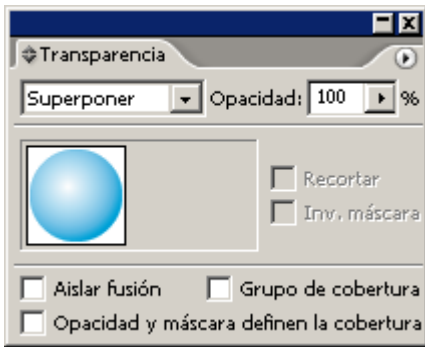 Transparencia
Superponer Opacidad: 100 %
Recortar
Inv. máscara
Aislar fusión Grupo de cobertura
Opacidad y máscara definen la cobertura